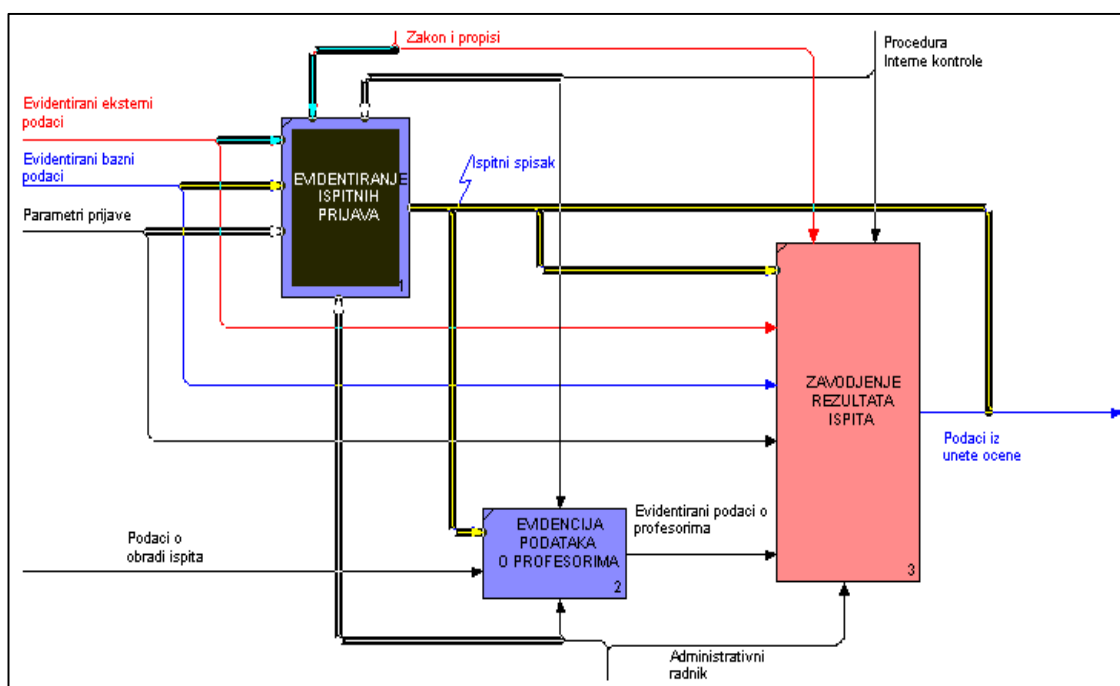 Zakon i propisi
Procedura
Interne kontrole
Evidentirani eksterni
podaci
Evidentirani bazni
podaci
Parametri prijave
EVIDENTIRANJE
ISPITNIH
PRIJAVA
1
Ispitni spisak
ZAVODJENJE
REZULTATA
ISPITA
3
Podaci iz
unete ocene
Podaci o
obradi ispita
EVIDENCIJA
PODATAKA
O PROFESORIMA
2
Evidentirani podaci o
profesorima
Administrativni
radnik